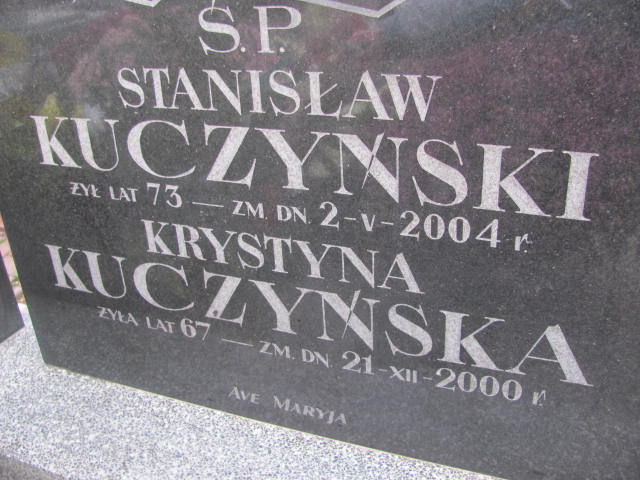 Ś.P.
STANISŁAW
KUCZYŃSKI
ŻYŁ LAT 73 — ZM. DN. 2-V-2004 r.
KRYSTYNA
KUCZYŃSKA
ŻYŁA LAT 67 — ZM. DN. 21-XII-2000 r.
AVE MARYJA